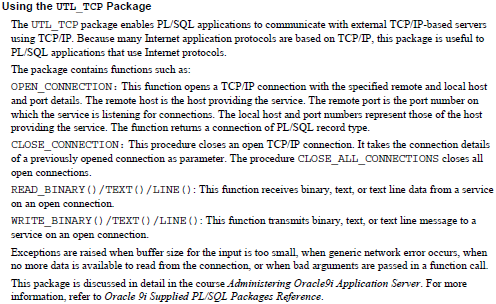 Using the UTL_TCP Package
The UTL_TCP package enables PL/SQL applications to communicate with external TCP/IP-based servers
using TCP/IP. Because many Internet application protocols are based on TCP/IP, this package is useful to
PL/SQL applications that use Internet protocols.
The package contains functions such as:
OPEN_CONNECTION: This function opens a TCP/IP connection with the specified remote and local host
and port details. The remote host is the host providing the service. The remote port is the port number on
which the service is listening for connections. The local host and port numbers represent those of the host
providing the service. The function returns a connection of PL/SQL record type.
CLOSE_CONNECTION: This procedure closes an open TCP/IP connection. It takes the connection details
of a previously opened connection as parameter. The procedure CLOSE_ALL_CONNECTIONS closes all
open connections.
READ_BINARY()/TEXT()/LINE(): This function receives binary, text, or text line data from a service
on an open connection.
WRITE_BINARY()/TEXT()/LINE(): This function transmits binary, text, or text line message to a
service on an open connection.
Exceptions are raised when buffer size for the input is too small, when generic network error occurs, when
no more data is available to read from the connection, or when bad arguments are passed in a function call.
This package is discussed in detail in the course Administering Oracle9i Application Server. For more
information, refer to Oracle 9i Supplied PL/SQL Packages Reference.